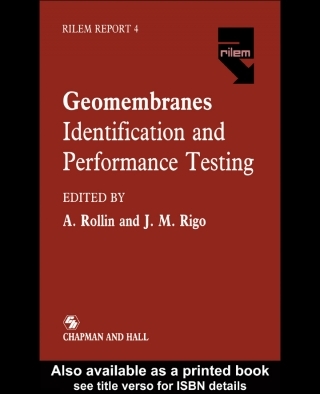 RILEM REPORT 4
rilem
Geomembranes
Identification and
Performance Testing
EDITED BY
A. Rollin and J. M. Rigo
CHAPMAN AND HALL
Also available as a printed book
see title verso for ISBN details